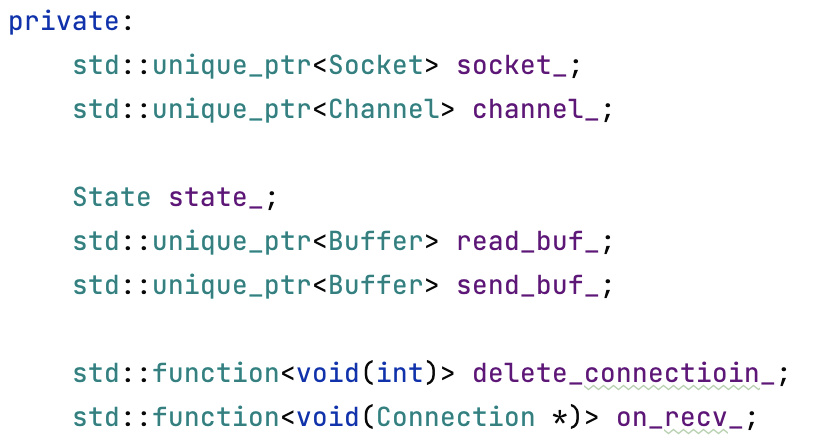 private:
std::unique_ptr<Socket> socket_;
std::unique_ptr<Channel> channel_;
State state_;
std::unique_ptr<Buffer> read_buf_;
std::unique_ptr<Buffer> send_buf_;
std::function<void(int)> delete_connectioin_;
std::function<void(Connection *)> on_recv_;